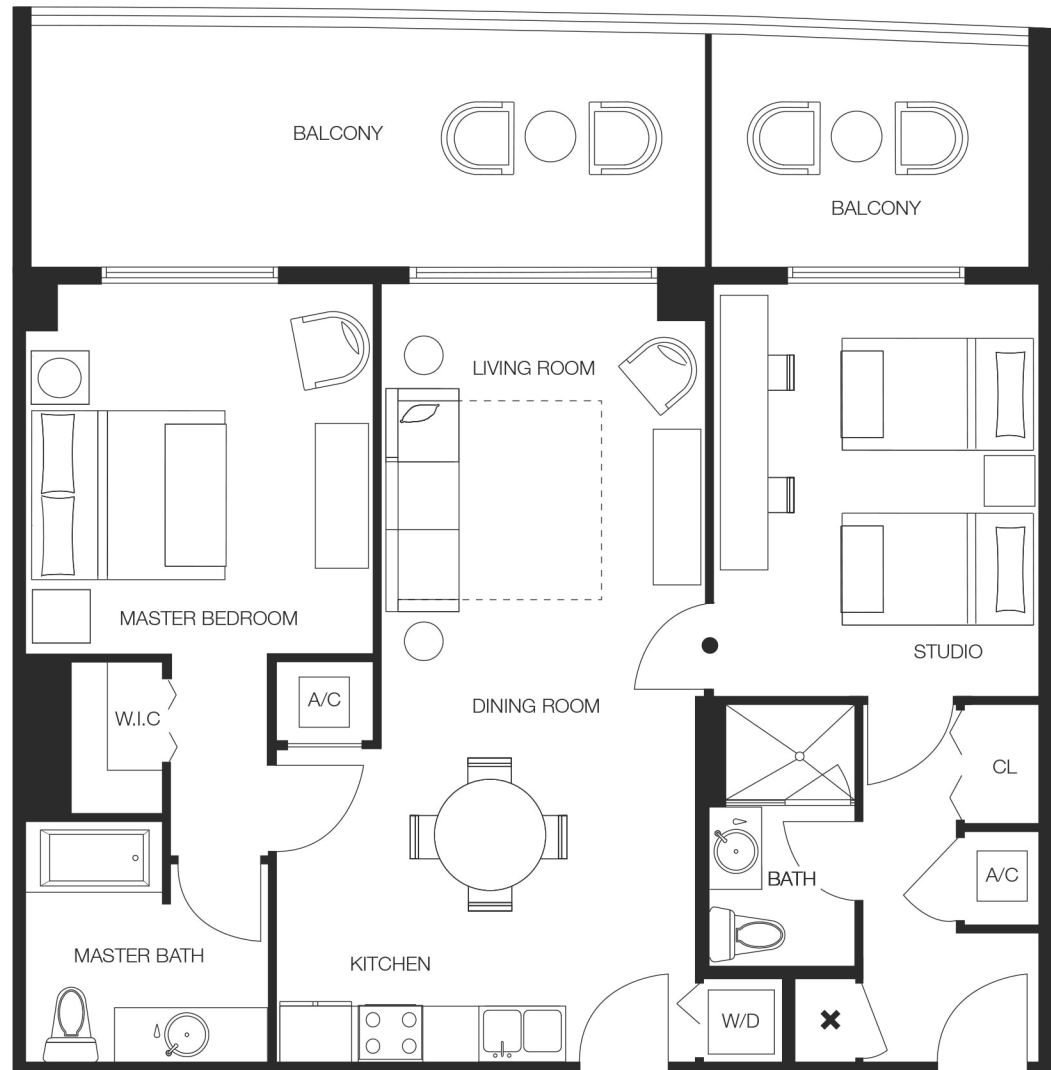 BALCONY
BALCONY
LIVING ROOM
MASTER BEDROOM
STUDIO
A/C
W.I.C
DINING ROOM
CL
A/C
BATH
MASTER BATH
KITCHEN
W/D